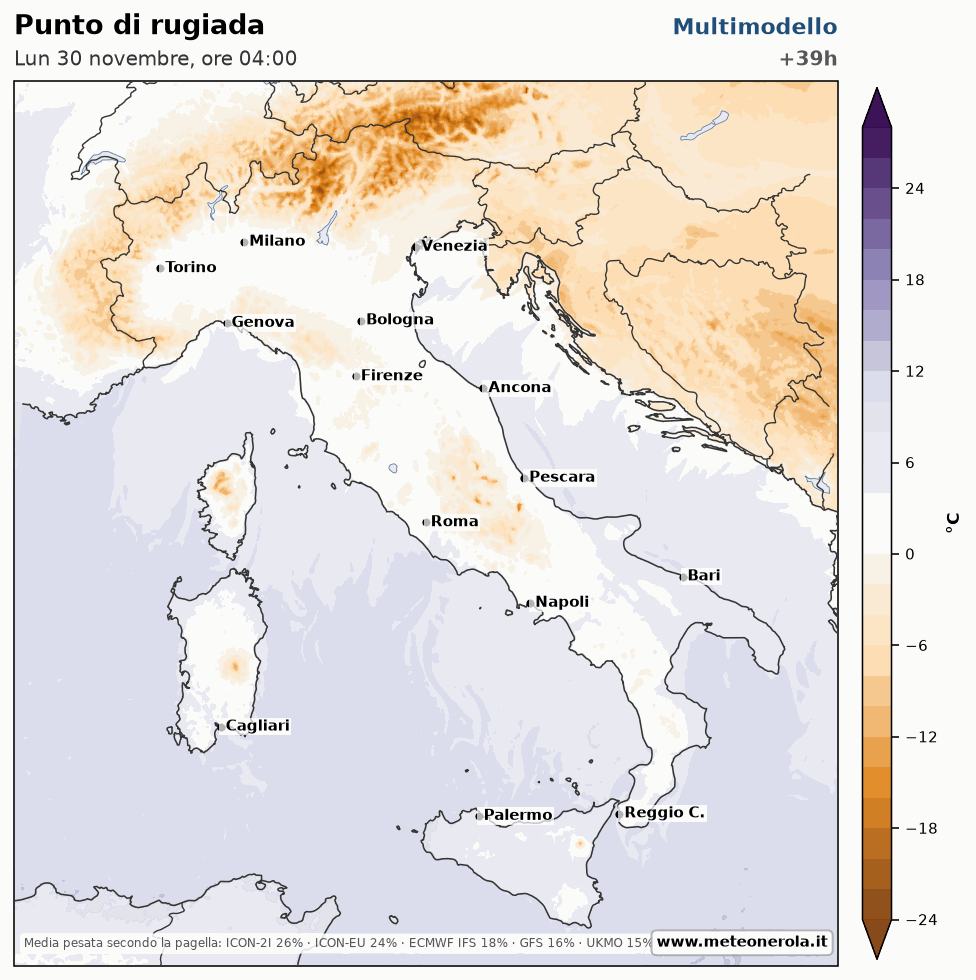 Punto di rugiada
Multimodello
Lun 30 novembre, ore 04:00
+39h
Milano
Venezia
Torino
Genova
Bologna
Firenze
Ancona
Pescara
Roma
Bari
Napoli
Cagliari
Palermo
Reggio C.
24
18
12
6
0
−6
−12
−18
−24
°C
Media pesata secondo la pagella: ICON-2I 26% · ICON-EU 24% · ECMWF IFS 18% · GFS 16% · UKMO 15%
www.meteonerola.it